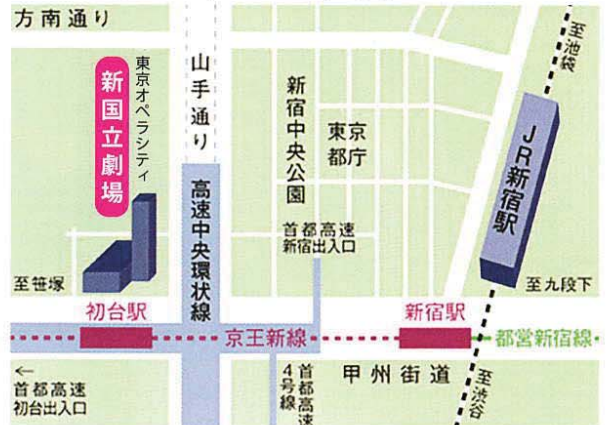 方南通り
至池袋
山手通り
東京オペラシティ
新国立劇場
新宿中央公園
東京
都庁
JR新宿駅
高速中央環状線
首都高速
新宿出入口
至笹塚
至九段下
初台駅
新宿駅
京王新線
都営新宿線
←
首都高速
初台出入口
首都高速
4号線
甲州街道
至渋谷